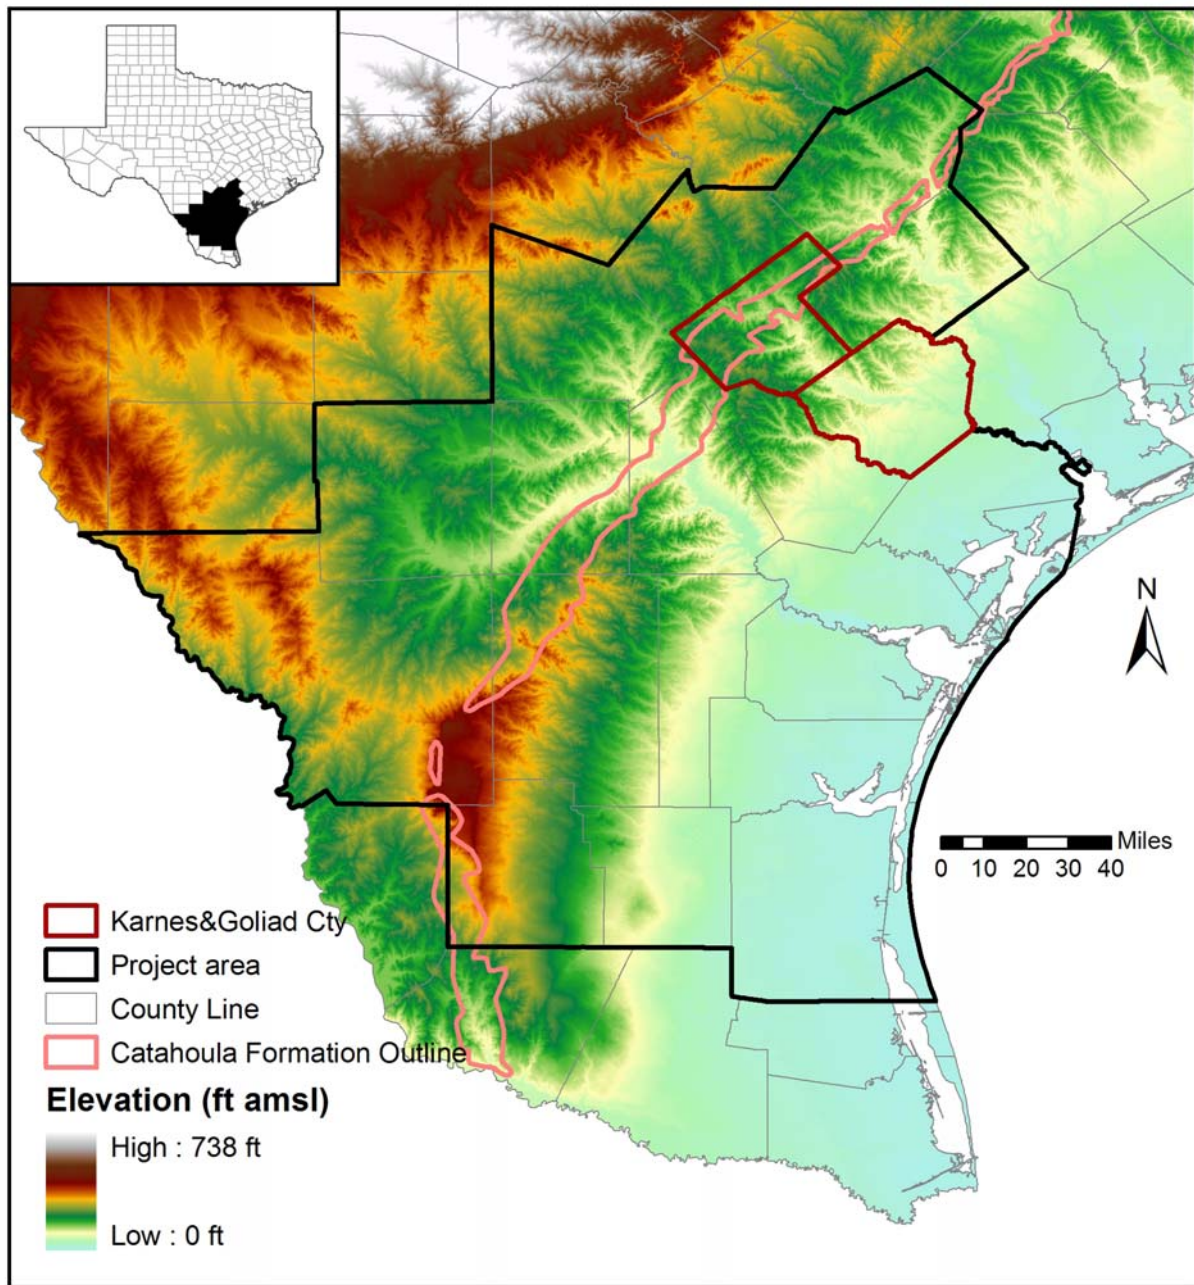 N
Miles
0 10 20 30 40
Karnes&Goliad Cty
Project area
County Line
Catahoula Formation Outline
Elevation (ft amsl)
High : 738 ft
Low : 0 ft